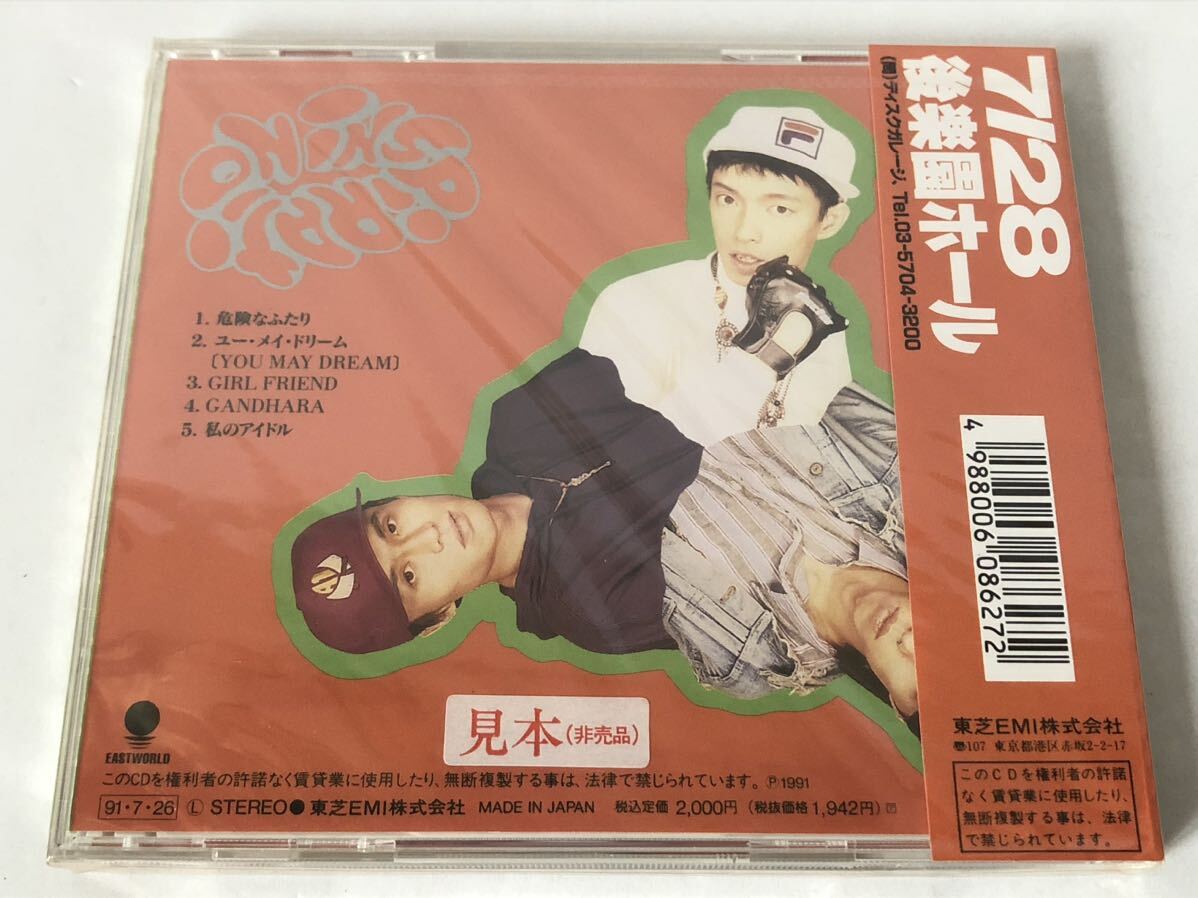 1. 危険なふたり
2. ユー・メイ・ドリーム
〔YOU MAY DREAM〕
3. GIRL FRIEND
4. GANDHARA
5. 私のアイドル
見本(非売品)
EASTWORLD
このCDを権利者の許諾なく賃貸業に使用したり、無断複製する事は、法律で禁じられています。 ℗1991
91・7・26 Ⓛ STEREO● 東芝EMI株式会社 MADE IN JAPAN 税込定価 2,000円 (税抜価格 1,942円)
7/28
後楽園ホール
(問)ディスクガレージ、Tel.03-5704-3200
4 988006 086272
東芝EMI株式会社
〠107 東京都港区赤坂2-2-17
このCDを権利者の許諾
なく賃貸業に使用したり、
無断複製する事は、法律
で禁じられています。